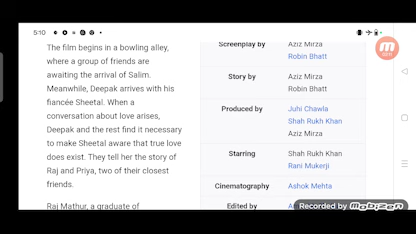 5:10
The film begins in a bowling alley,
where a group of friends are
awaiting the arrival of Salim.
Meanwhile, Deepak arrives with his
fiancée Sheetal. When a
conversation about love arises,
Deepak and the rest find it necessary
to make Sheetal aware that true love
does exist. They tell her the story of
Raj and Priya, two of their closest
friends.
Raj Mathur, a graduate of
Screenplay by Aziz Mirza
Robin Bhatt
Story by Aziz Mirza
Robin Bhatt
Produced by Juhi Chawla
Shah Rukh Khan
Aziz Mirza
Starring Shah Rukh Khan
Rani Mukerji
Cinematography Ashok Mehta
Edited by
M
Recorded by Mobizen